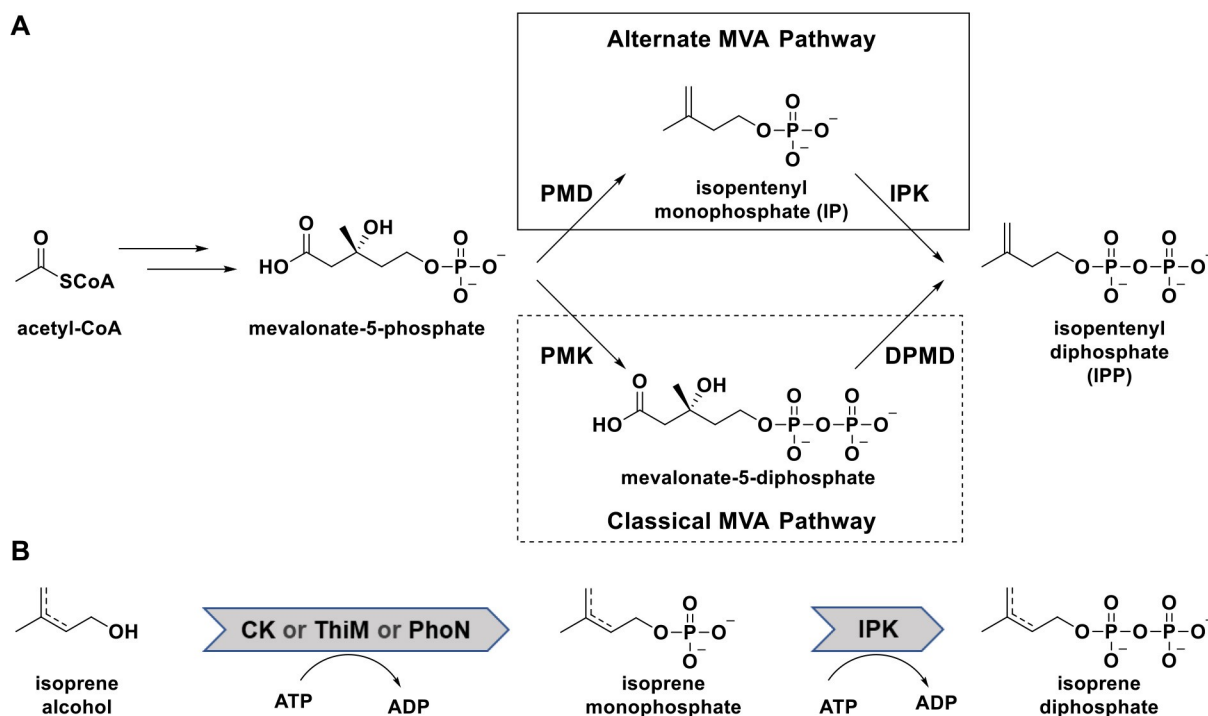 A
Alternate MVA Pathway
O
O
P
O
−
O
−
PMD
isopentenyl
monophosphate (IP)
IPK
O
SCoA
acetyl-CoA
O
HO
OH
O
O
P
O
−
O
−
mevalonate-5-phosphate
O
O
O
P
O
P
O
−
O
−
O
−
isopentenyl
diphosphate
(IPP)
PMK
DPMD
O
HO
OH
O
O
O
P
O
P
O
−
O
−
O
−
mevalonate-5-diphosphate
Classical MVA Pathway
B
OH
isoprene
alcohol
CK or ThiM or PhoN
ATP
ADP
O
O
P
O
−
O
−
isoprene
monophosphate
IPK
ATP
ADP
O
O
O
P
O
P
O
−
O
−
O
−
isoprene
diphosphate